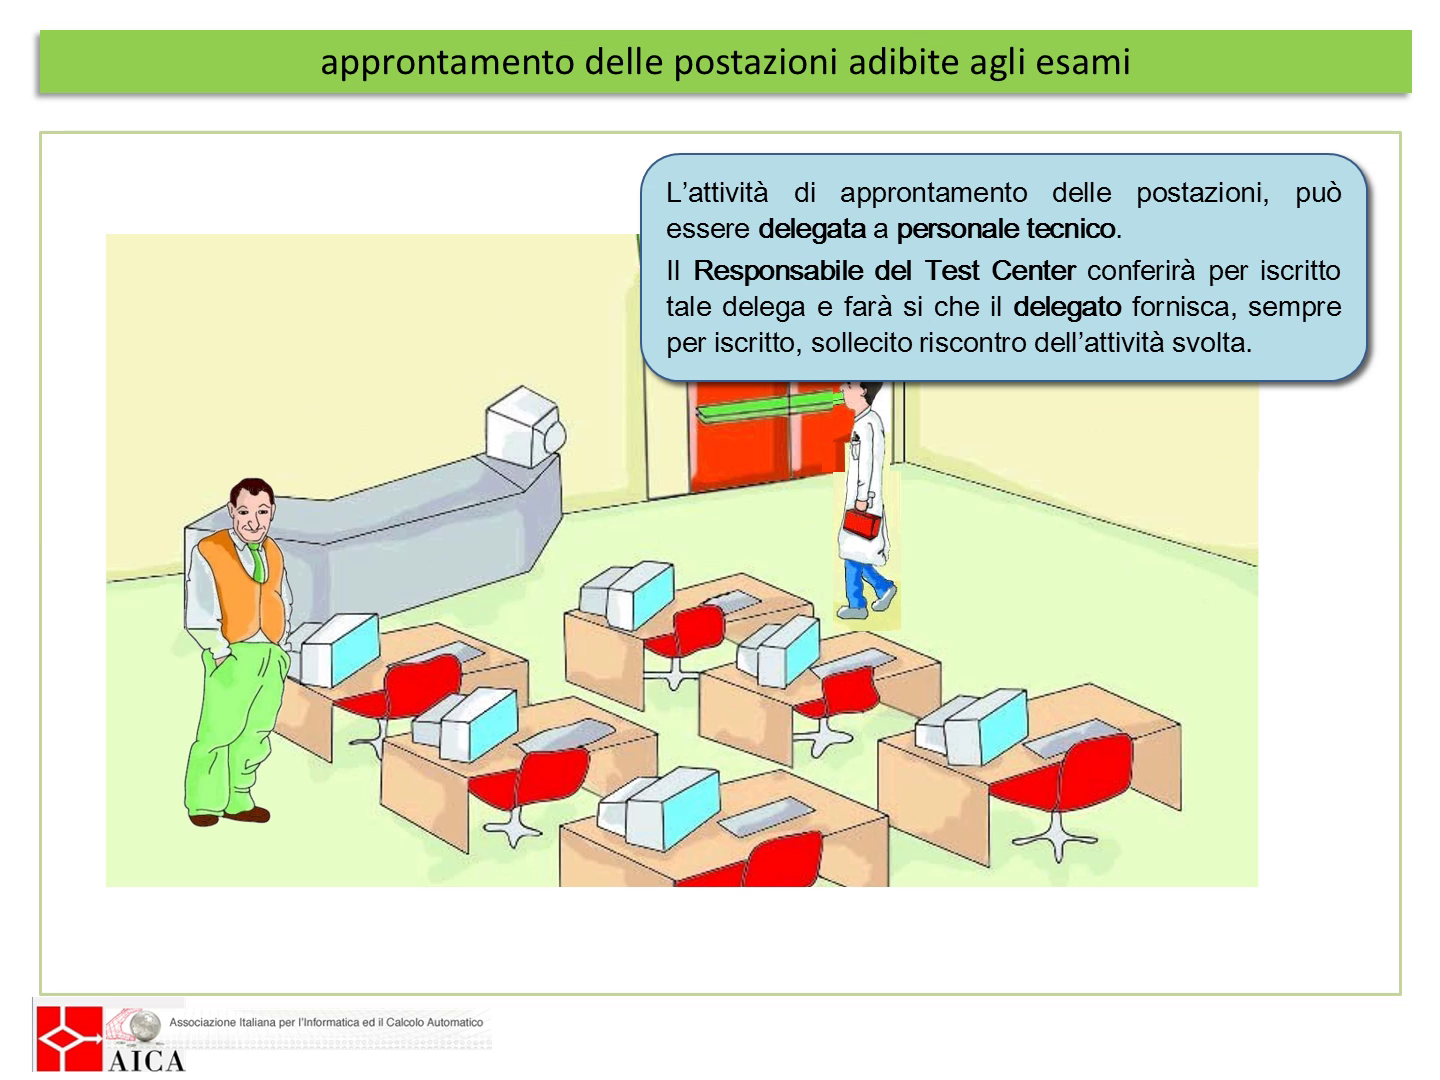 approntamento delle postazioni adibite agli esami
L’attività di approntamento delle postazioni, può
essere delegata a personale tecnico.
Il Responsabile del Test Center conferirà per iscritto
tale delega e farà si che il delegato fornisca, sempre
per iscritto, sollecito riscontro dell’attività svolta.
Associazione Italiana per l'Informatica ed il Calcolo Automatico
AICA